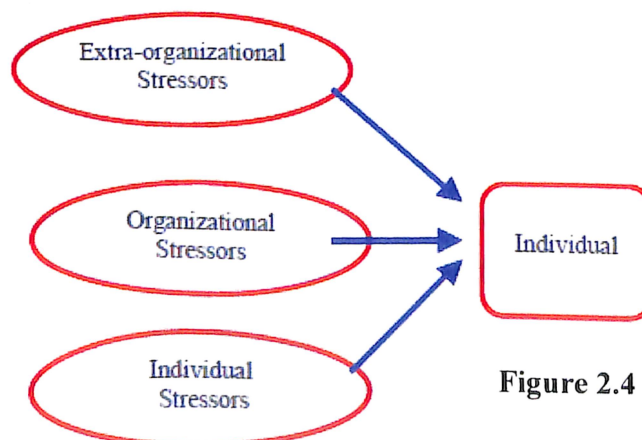 Extra-organizational
Stressors
Organizational
Stressors
Individual
Individual
Stressors
Figure 2.4